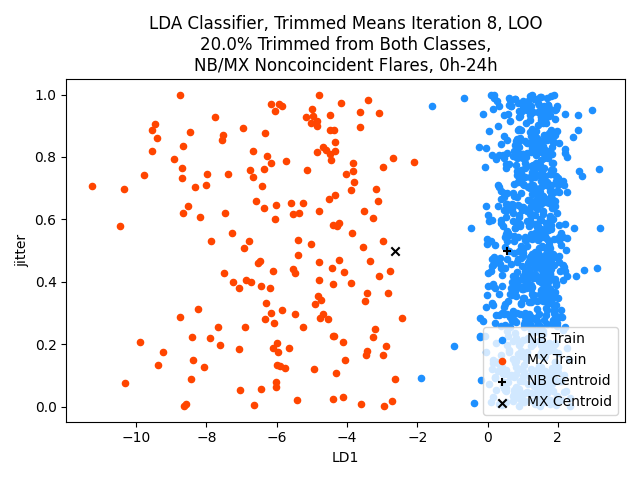 LDA Classifier, Trimmed Means Iteration 8, LOO
20.0% Trimmed from Both Classes,
NB/MX Noncoincident Flares, 0h-24h
1.0
0.8
0.6
0.4
0.2
0.0
jitter
−10
−8
−6
−4
−2
0
2
LD1
NB Train
MX Train
NB Centroid
MX Centroid